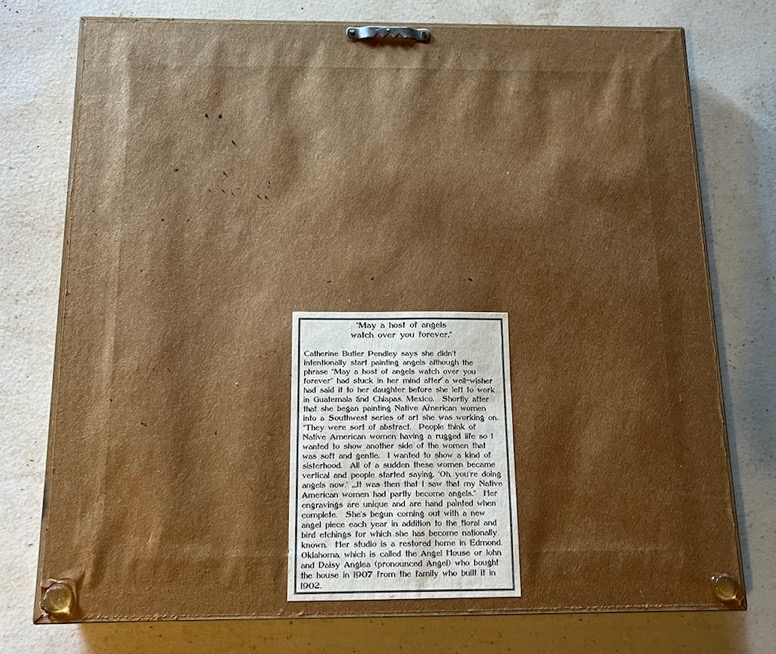 "May a host of angels
watch over you forever."
Catherine Butler Pendley says she didn't
intentionally start painting angels although the
phrase "May a host of angels watch over you
forever" had stuck in her mind after a well-wisher
had said it to her daughter before she left to work
in Guatemala and Chiapas, Mexico. Shortly after
that she began painting Native American women
into a Southwest series of art she was working on.
"They were sort of abstract. People think of
Native American women having a rugged life so I
wanted to show another side of the women that
was soft and gentle. I wanted to show a kind of
sisterhood. All of a sudden these women became
vertical and people started saying, 'Oh, you're doing
angels now.' ...It was then that I saw that my Native
American women had partly become angels." Her
engravings are unique and are hand painted when
complete. She's begun coming out with a new
angel piece each year in addition to the floral and
bird etchings for which she has become nationally
known. Her studio is a restored home in Edmond,
Oklahoma, which is called the Angel House or John
and Daisy Anglea (pronounced Angel) who bought
the house in 1907 from the family who built it in
1902.